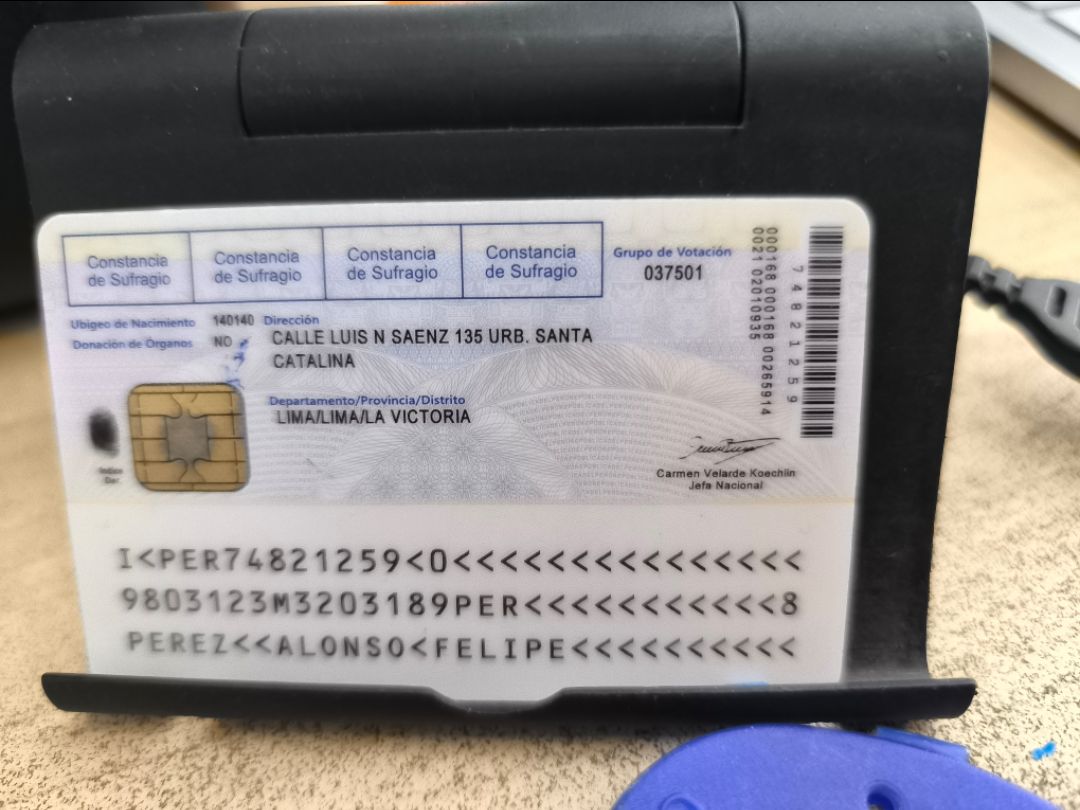 Constancia
de Sufragio
Constancia
de Sufragio
Constancia
de Sufragio
Constancia
de Sufragio
Grupo de Votación
037501
Ubigeo de Nacimiento 140140
Donación de Órganos NO
Dirección
CALLE LUIS N SAENZ 135 URB. SANTA
CATALINA
Departamento/Provincia/Distrito
LIMA/LIMA/LA VICTORIA
Índice
Der.
000168 000168 00265914
0021 02010935
74821259
Carmen Velarde Koechlin
Jefa Nacional
I<PER74821259<0<<<<<<<<<<<<<<<
9803123M3203189PER<<<<<<<<<<<8
PEREZ<<ALONSO<FELIPE<<<<<<<<<<